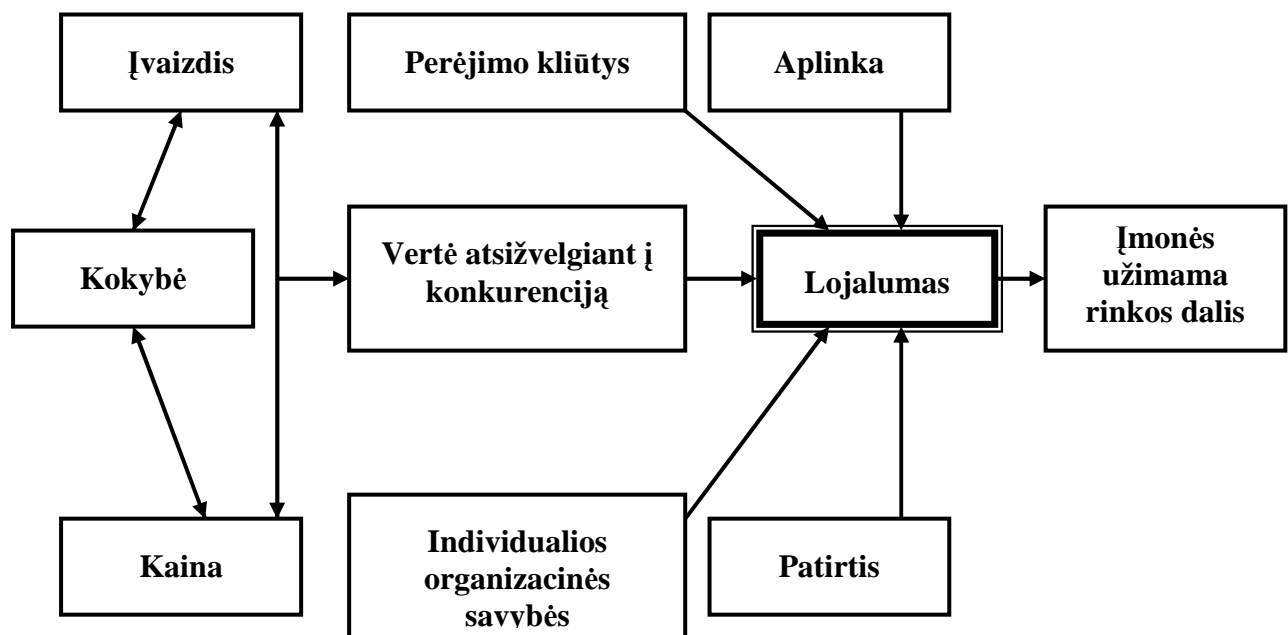 Įvaizdis
Perėjimo kliūtys
Aplinka
Kokybė
Vertė atsižvelgiant į
konkurenciją
Lojalumas
Įmonės
užimama
rinkos dalis
Kaina
Individualios
organizacinės
savybės
Patirtis